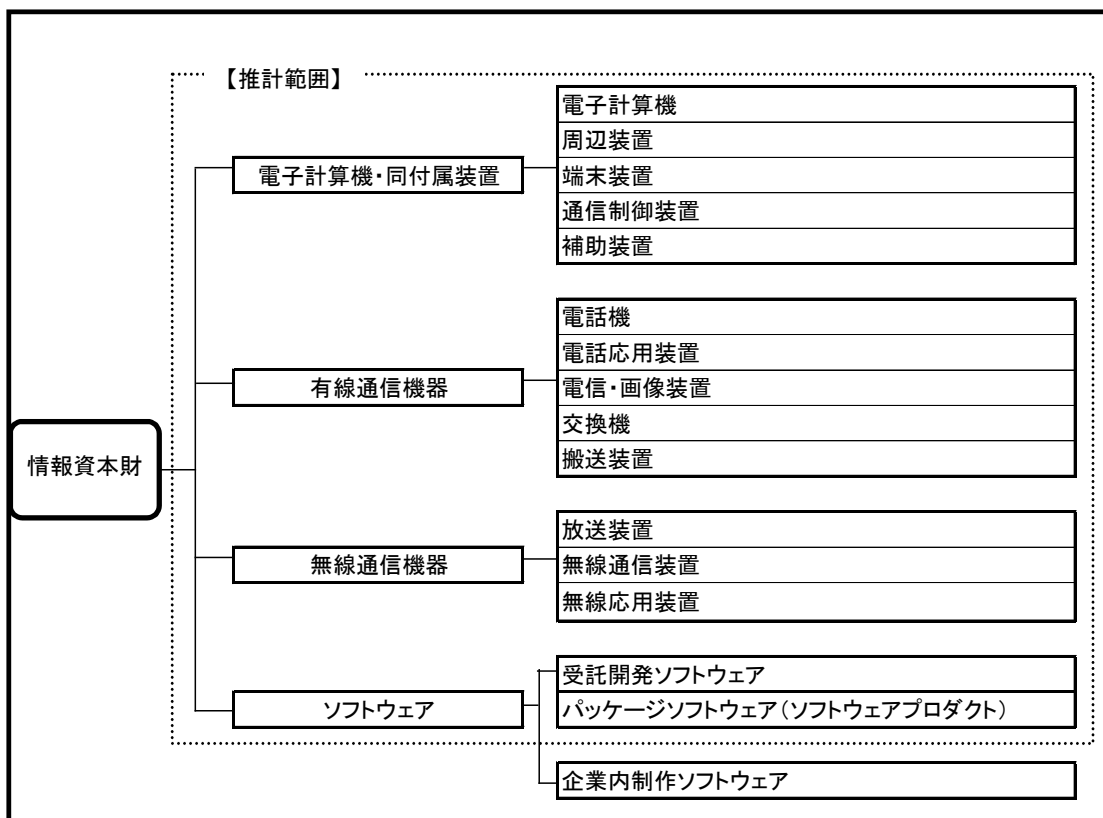 【推計範囲】
電子計算機
周辺装置
電子計算機・同付属装置
端末装置
通信制御装置
補助装置
電話機
電話応用装置
有線通信機器
電信・画像装置
交換機
情報資本財
搬送装置
放送装置
無線通信機器
無線通信装置
無線応用装置
受託開発ソフトウェア
ソフトウェア
パッケージソフトウェア(ソフトウェアプロダクト)
企業内制作ソフトウェア